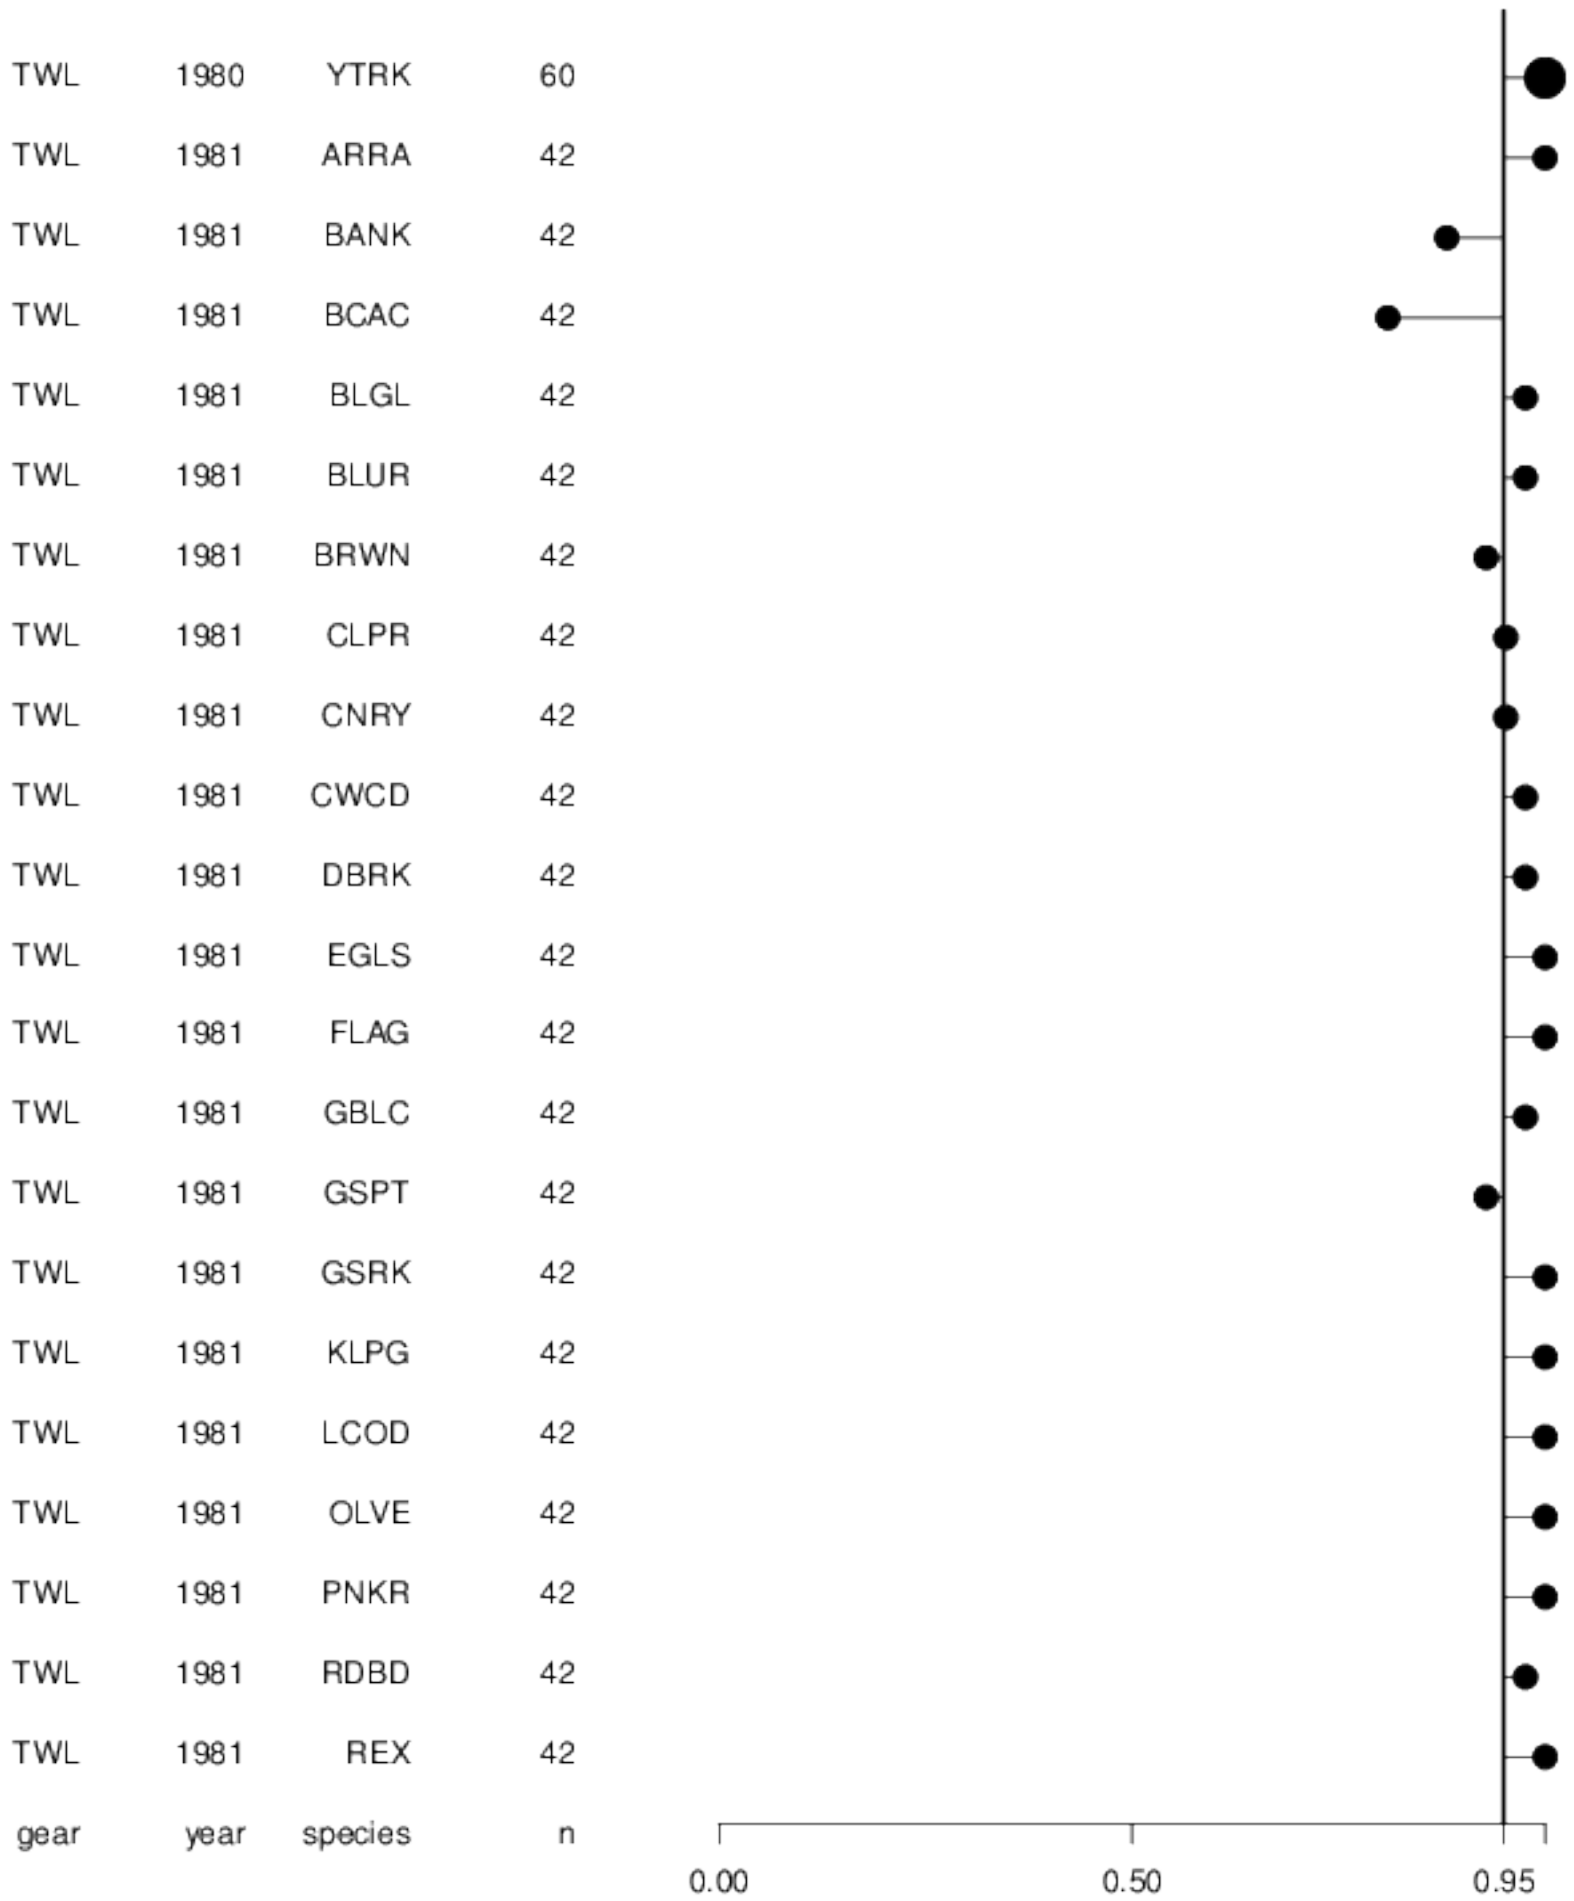 TWL 1980 YTRK 60
TWL 1981 ARRA 42
TWL 1981 BANK 42
TWL 1981 BCAC 42
TWL 1981 BLGL 42
TWL 1981 BLUR 42
TWL 1981 BRWN 42
TWL 1981 CLPR 42
TWL 1981 CNRY 42
TWL 1981 CWCD 42
TWL 1981 DBRK 42
TWL 1981 EGLS 42
TWL 1981 FLAG 42
TWL 1981 GBLC 42
TWL 1981 GSPT 42
TWL 1981 GSRK 42
TWL 1981 KLPG 42
TWL 1981 LCOD 42
TWL 1981 OLVE 42
TWL 1981 PNKR 42
TWL 1981 RDBD 42
TWL 1981 REX 42
gear year species n
0.00 0.50 0.95